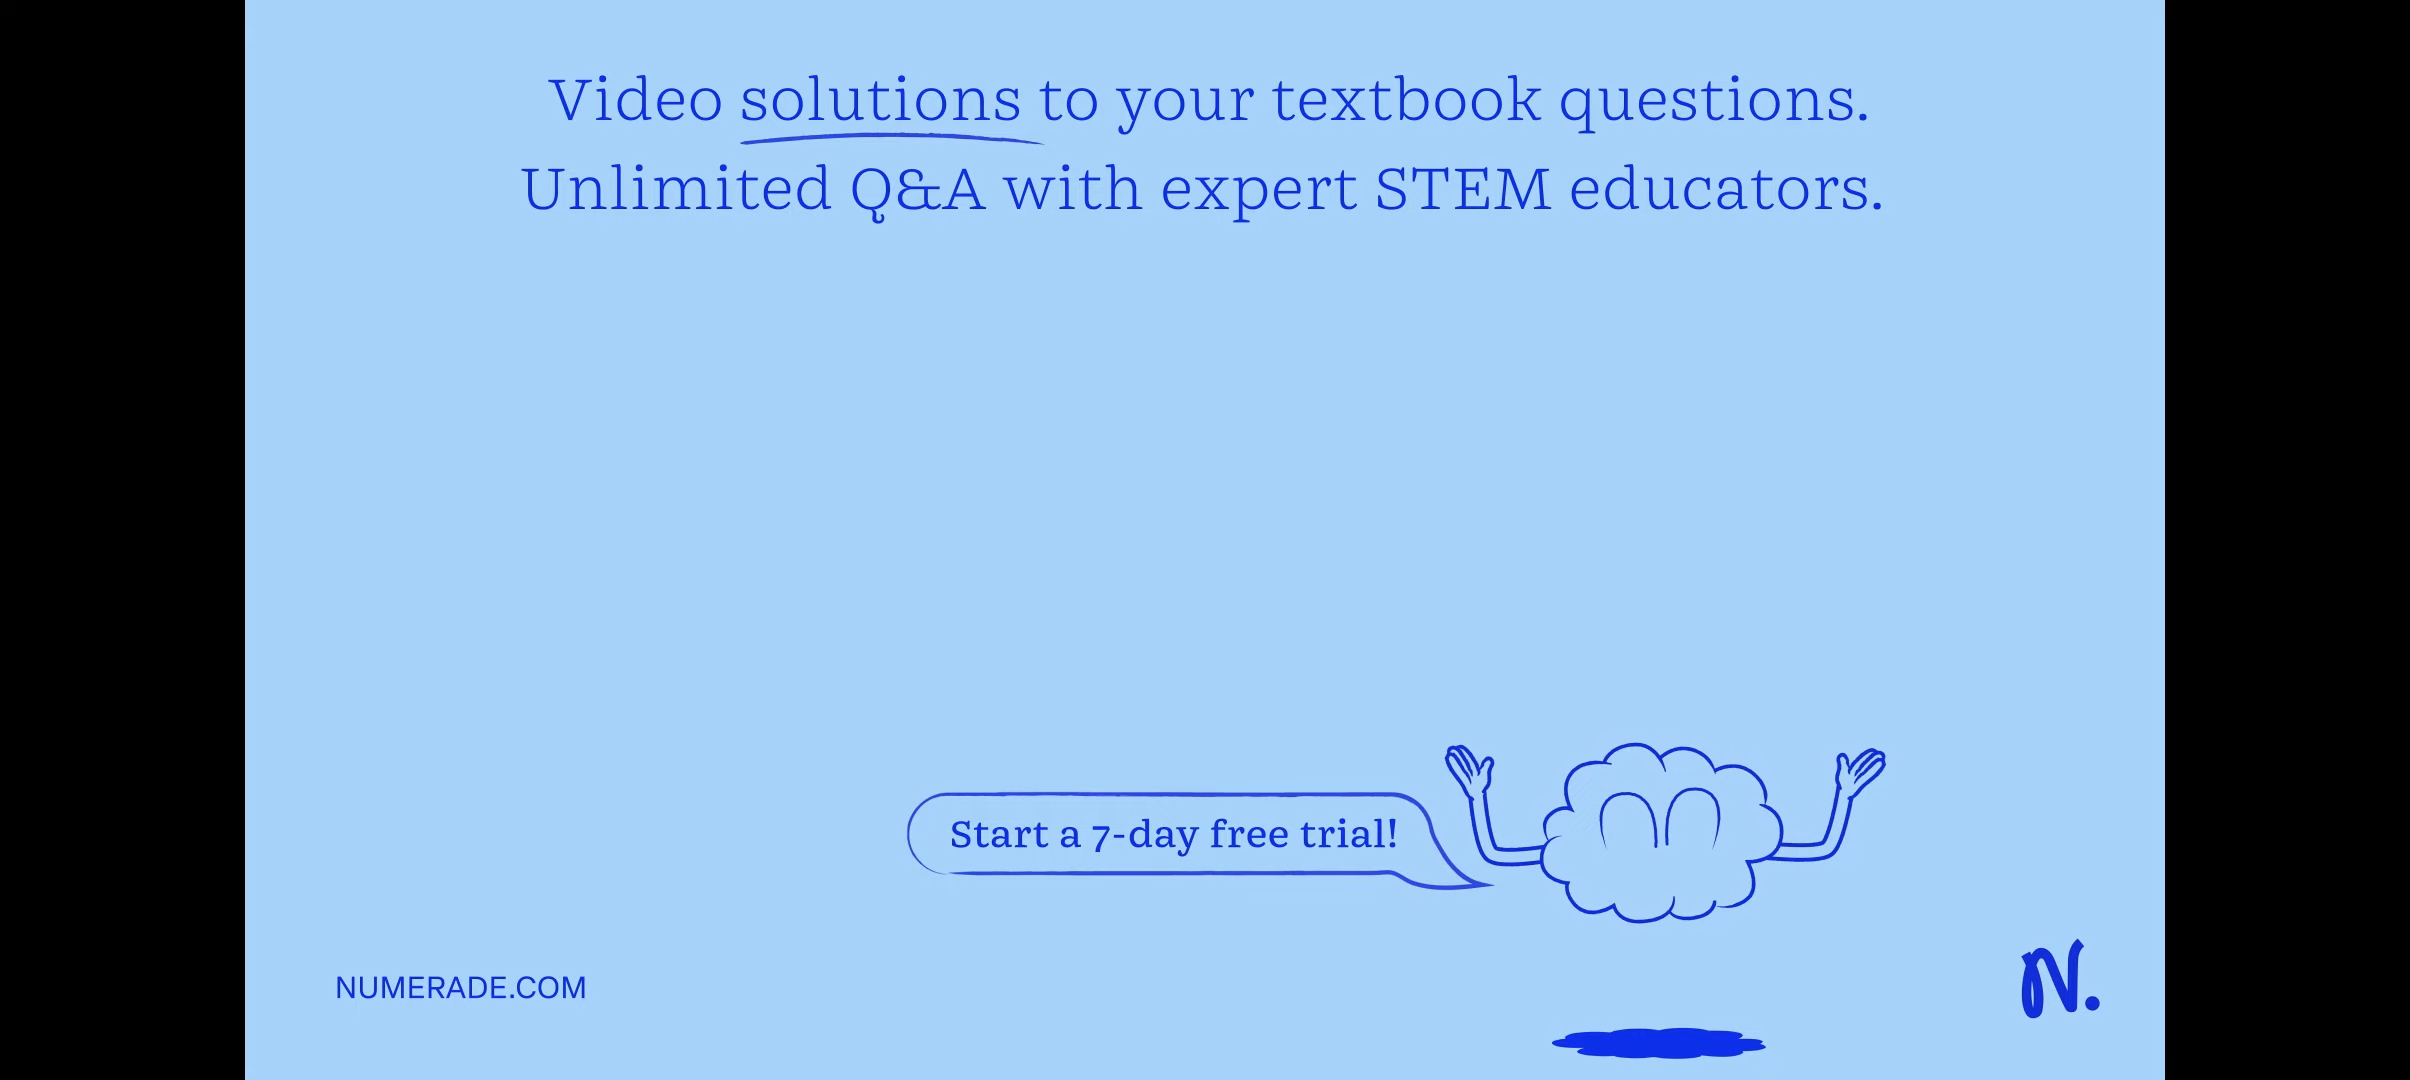 Video solutions to your textbook questions.
Unlimited Q&A with expert STEM educators.
Start a 7-day free trial!
NUMERADE.COM
N.